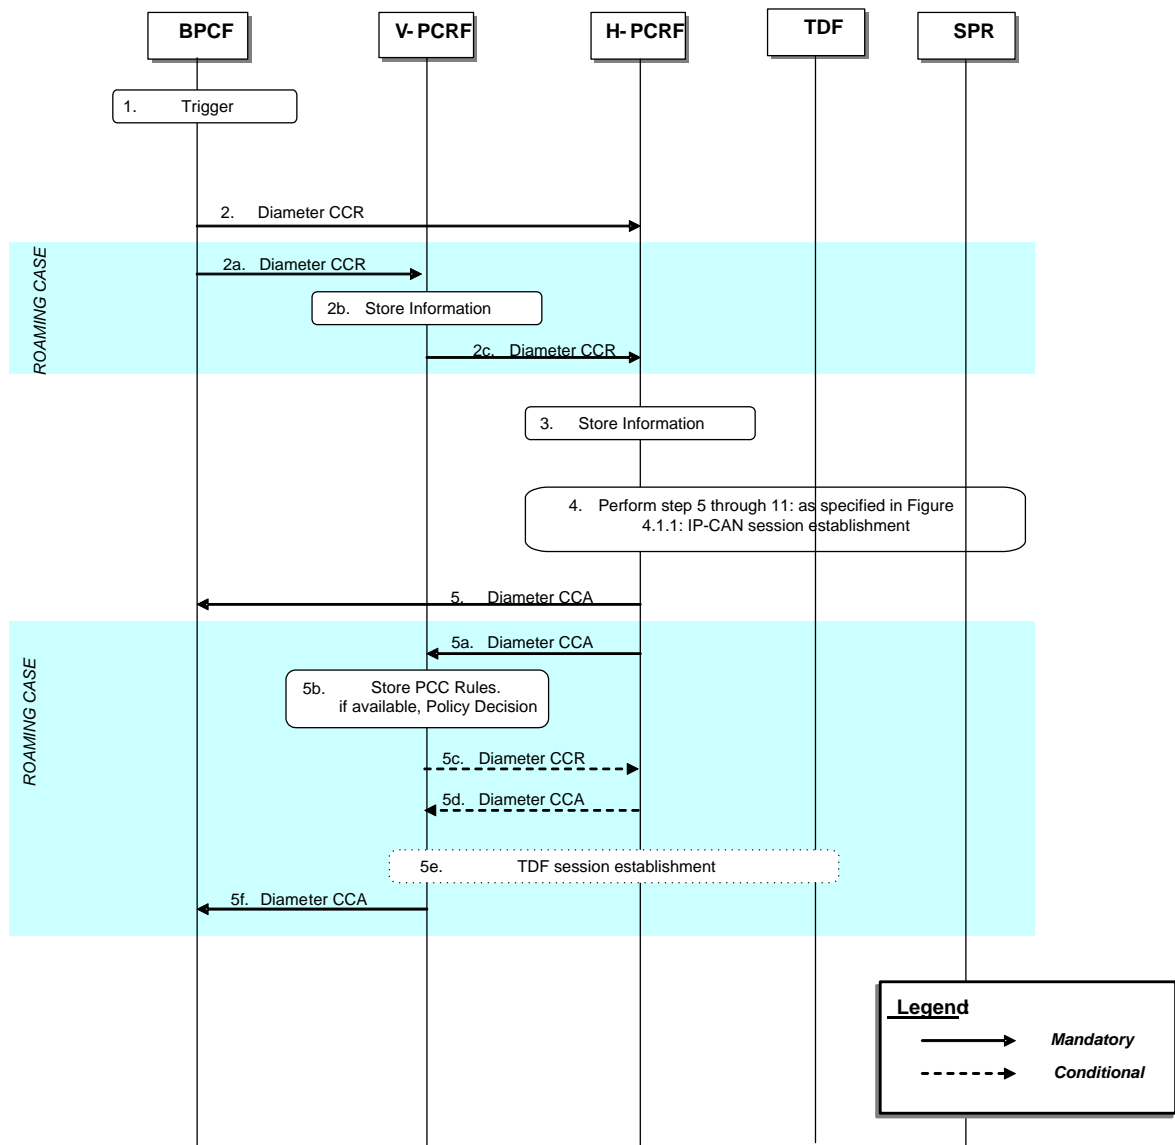 BPCF
V- PCRF
H- PCRF
TDF
SPR
1. Trigger
2. Diameter CCR
ROAMING CASE
2a. Diameter CCR
2b. Store Information
2c. Diameter CCR
3. Store Information
4. Perform step 5 through 11: as specified in Figure
4.1.1: IP-CAN session establishment
5. Diameter CCA
ROAMING CASE
5a. Diameter CCA
5b. Store PCC Rules.
if available, Policy Decision
5c. Diameter CCR
5d. Diameter CCA
5e. TDF session establishment
5f. Diameter CCA
Legend
Mandatory
Conditional